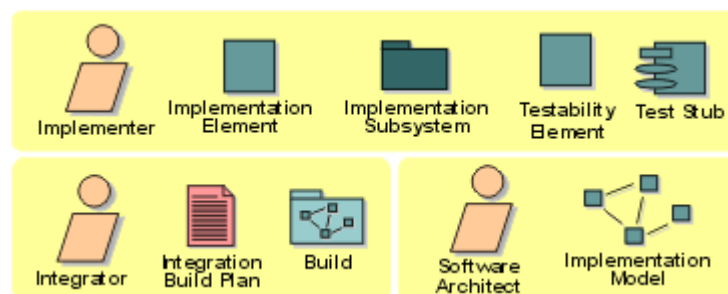 Implementer
Implementation
Element
Implementation
Subsystem
Testability
Element
Test Stub
Integrator
Integration
Build Plan
Build
Software
Architect
Implementation
Model